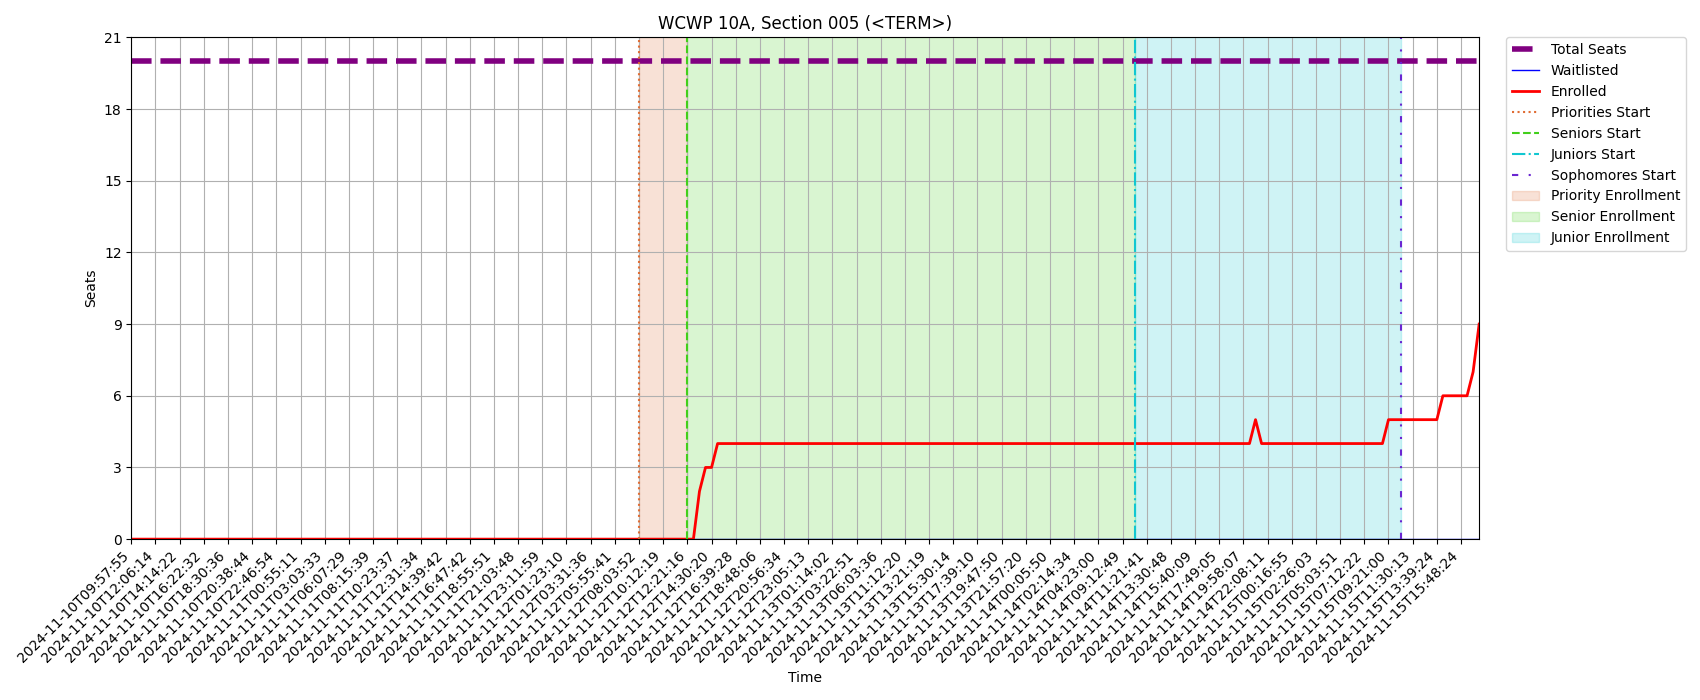 WCWP 10A, Section 005 (<TERM>)
21
18
15
12
9
6
3
0
Seats
2024-11-10T09:57:55
2024-11-10T12:06:14
2024-11-10T14:14:22
2024-11-10T16:22:32
2024-11-10T18:30:36
2024-11-10T20:38:44
2024-11-10T22:46:54
2024-11-11T00:55:11
2024-11-11T03:03:33
2024-11-11T06:07:29
2024-11-11T08:15:39
2024-11-11T10:23:37
2024-11-11T12:31:34
2024-11-11T14:39:42
2024-11-11T16:47:42
2024-11-11T18:55:51
2024-11-11T21:03:48
2024-11-11T23:11:59
2024-11-12T01:23:10
2024-11-12T03:31:36
2024-11-12T05:55:41
2024-11-12T08:03:52
2024-11-12T10:12:19
2024-11-12T12:21:16
2024-11-12T14:30:20
2024-11-12T16:39:28
2024-11-12T18:48:06
2024-11-12T20:56:34
2024-11-12T23:05:13
2024-11-13T01:14:02
2024-11-13T03:22:51
2024-11-13T06:03:36
2024-11-13T11:12:20
2024-11-13T13:21:19
2024-11-13T15:30:14
2024-11-13T17:39:10
2024-11-13T19:47:50
2024-11-13T21:57:20
2024-11-14T00:05:50
2024-11-14T02:14:34
2024-11-14T04:23:00
2024-11-14T09:12:49
2024-11-14T11:21:41
2024-11-14T13:30:48
2024-11-14T15:40:09
2024-11-14T17:49:05
2024-11-14T19:58:07
2024-11-14T22:08:11
2024-11-15T00:16:55
2024-11-15T02:26:03
2024-11-15T05:03:51
2024-11-15T07:12:22
2024-11-15T09:21:00
2024-11-15T11:30:13
2024-11-15T13:39:24
2024-11-15T15:48:24
Time
Total Seats
Waitlisted
Enrolled
Priorities Start
Seniors Start
Juniors Start
Sophomores Start
Priority Enrollment
Senior Enrollment
Junior Enrollment